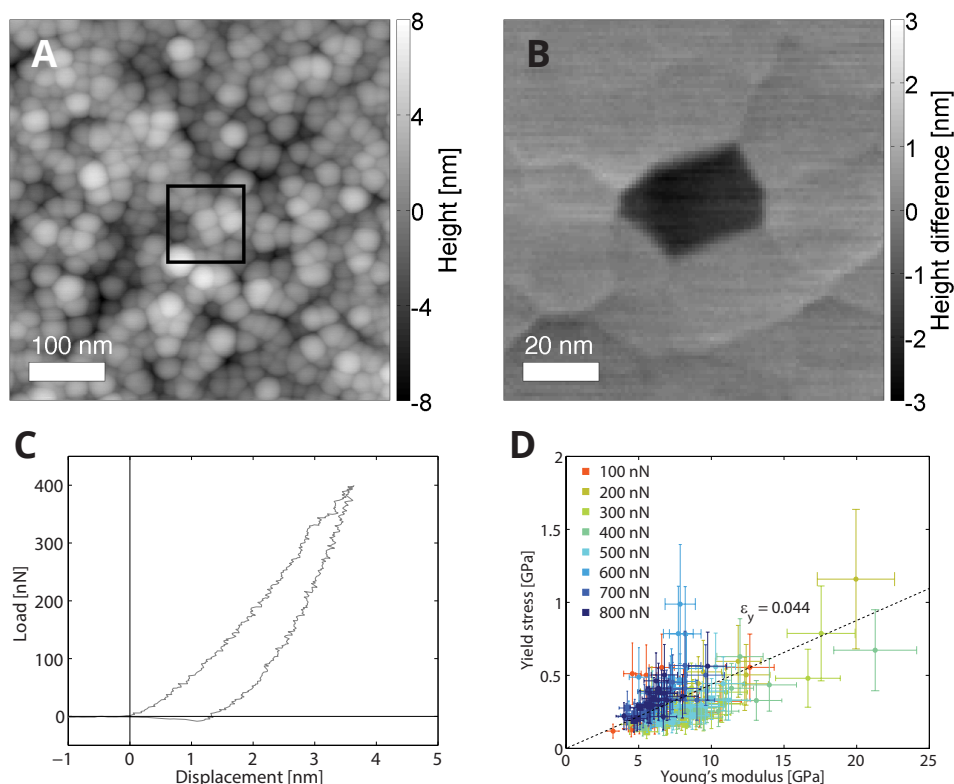 A
8
4
0
-4
-8
Height [nm]
100 nm
B
3
2
1
0
-1
-2
-3
Height difference [nm]
20 nm
C
400
300
200
100
0
−1
0
1
2
3
4
5
Load [nN]
Displacement [nm]
D
2
1.5
1
0.5
0
0
5
10
15
20
25
Yield stress [GPa]
Young's modulus [GPa]
100 nN
200 nN
300 nN
400 nN
500 nN
600 nN
700 nN
800 nN
εy = 0.044